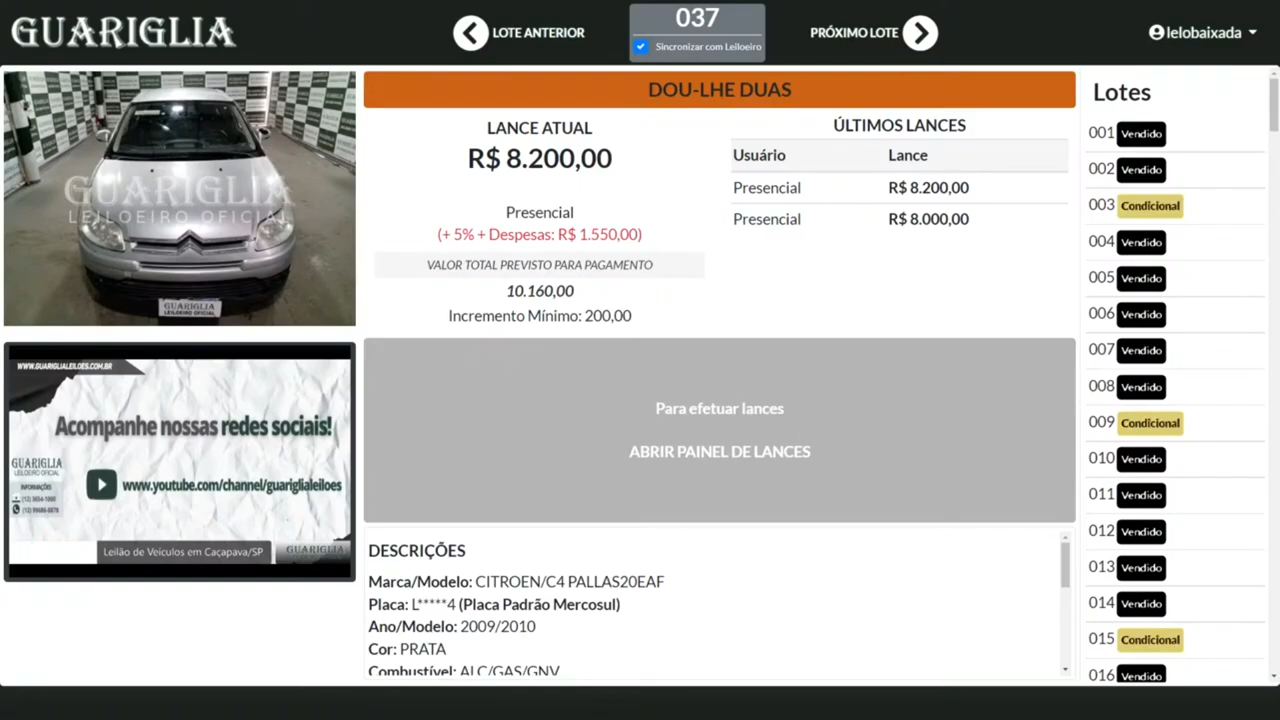 GUARIGLIA
LOTE ANTERIOR
037
Sincronizar com Leiloeiro
PRÓXIMO LOTE
lelobaixada
GUARIGLIA
LEILOEIRO OFICIAL
GUARIGLIA
LEILOEIRO OFICIAL
DOU-LHE DUAS
LANCE ATUAL
R$ 8.200,00
Presencial
(+ 5% + Despesas: R$ 1.550,00)
VALOR TOTAL PREVISTO PARA PAGAMENTO
10.160,00
Incremento Mínimo: 200,00
ÚLTIMOS LANCES
Usuário Lance
Presencial R$ 8.200,00
Presencial R$ 8.000,00
Para efetuar lances
ABRIR PAINEL DE LANCES
WWW.GUARIGLIALEILOES.COM.BR
Acompanhe nossas redes sociais!
GUARIGLIA
LEILOEIRO OFICIAL
INFORMAÇÕES
www.youtube.com/channel/guariglialeiloes
Leilão de Veículos em Caçapava/SP
GUARIGLIA
DESCRIÇÕES
Marca/Modelo: CITROEN/C4 PALLAS20EAF
Placa: L*****4 (Placa Padrão Mercosul)
Ano/Modelo: 2009/2010
Cor: PRATA
Combustível: ALC/GAS/GNV
Lotes
001 Vendido
002 Vendido
003 Condicional
004 Vendido
005 Vendido
006 Vendido
007 Vendido
008 Vendido
009 Condicional
010 Vendido
011 Vendido
012 Vendido
013 Vendido
014 Vendido
015 Condicional
016 Vendido